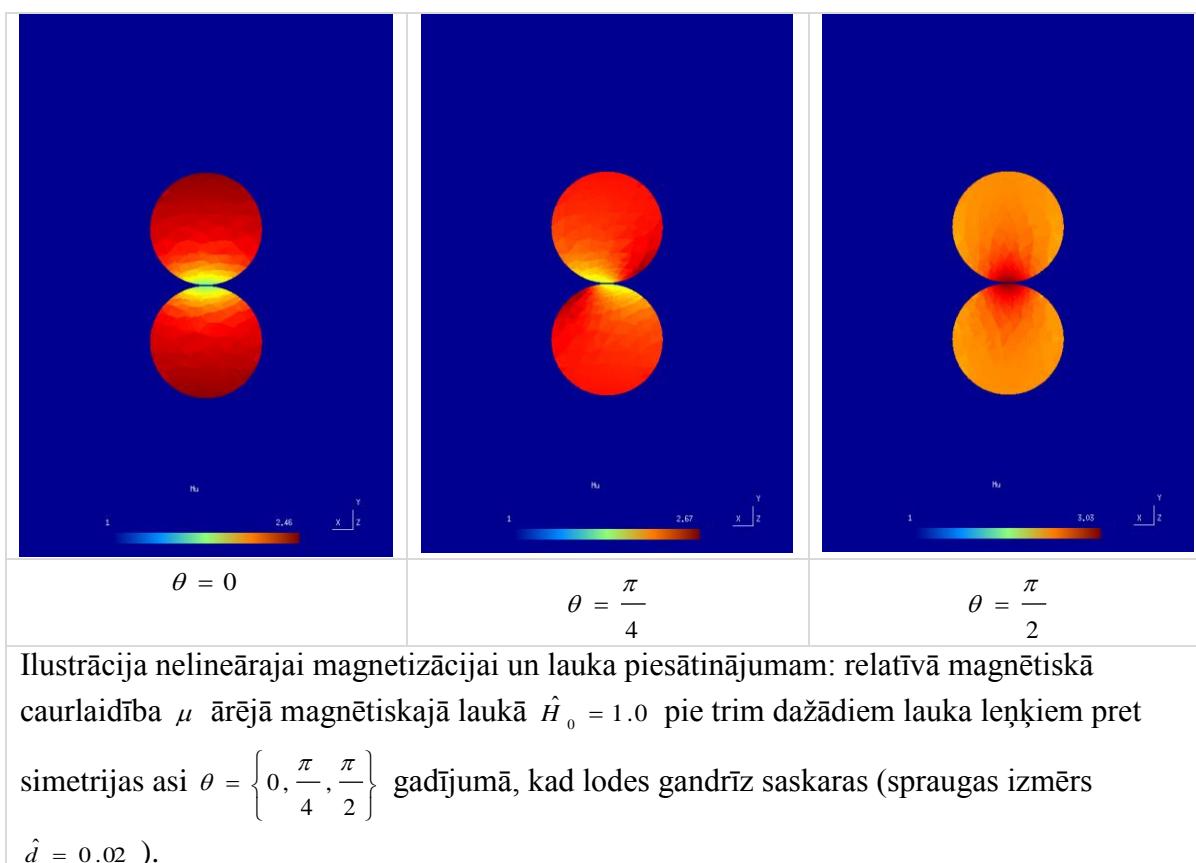 Mu
Y
1 2.46 X Z
Mu
Y
1 2.67 X Z
Mu
Y
1 3.03 X Z
θ = 0
θ = π/4
θ = π/2
Ilustrācija nelineārajai magnetizācijai un lauka piesātinājumam: relatīvā magnētiskā
caurlaidība μ ārējā magnētiskajā laukā Ĥ₀ = 1.0 pie trim dažādiem lauka leņķiem pret
simetrijas asi θ = {0, π/4, π/2} gadījumā, kad lodes gandrīz saskaras (spraugas izmērs
d̂ = 0.02 ).